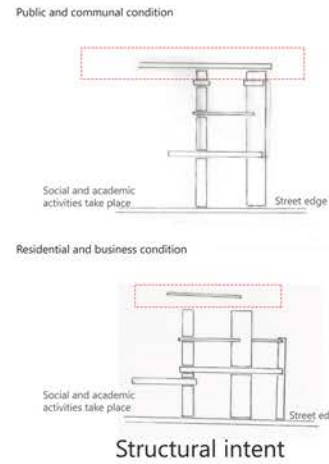 Public and communal condition
Social and academic
activities take place
Street edge
Residential and business condition
Social and academic
activities take place
Street ed
Structural intent